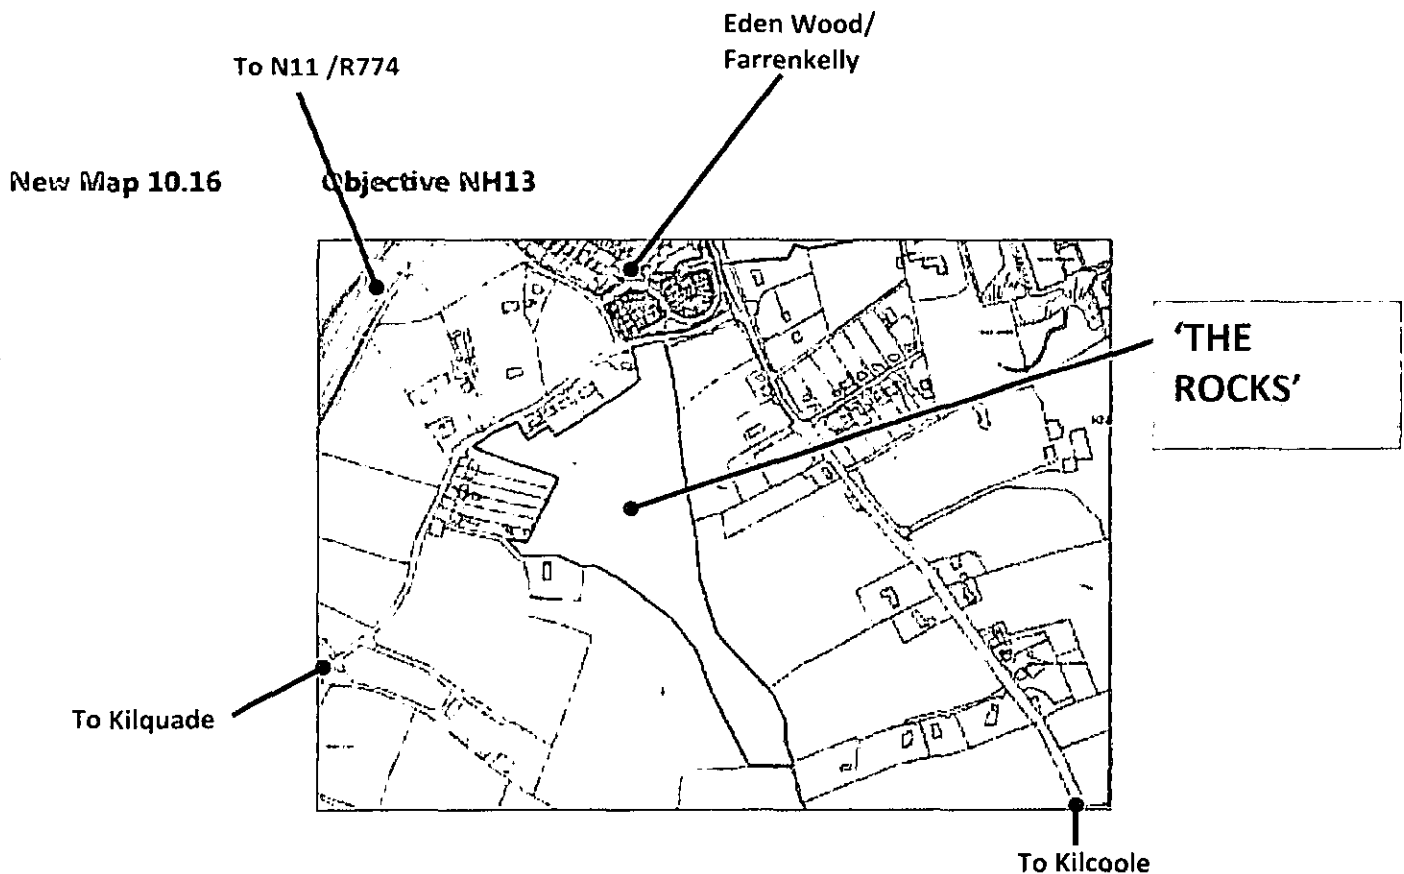 Eden Wood/
Farrenkelly
To N11 /R774
New Map 10.16 Objective NH13
'THE
ROCKS'
To Kilquade
To Kilcoole